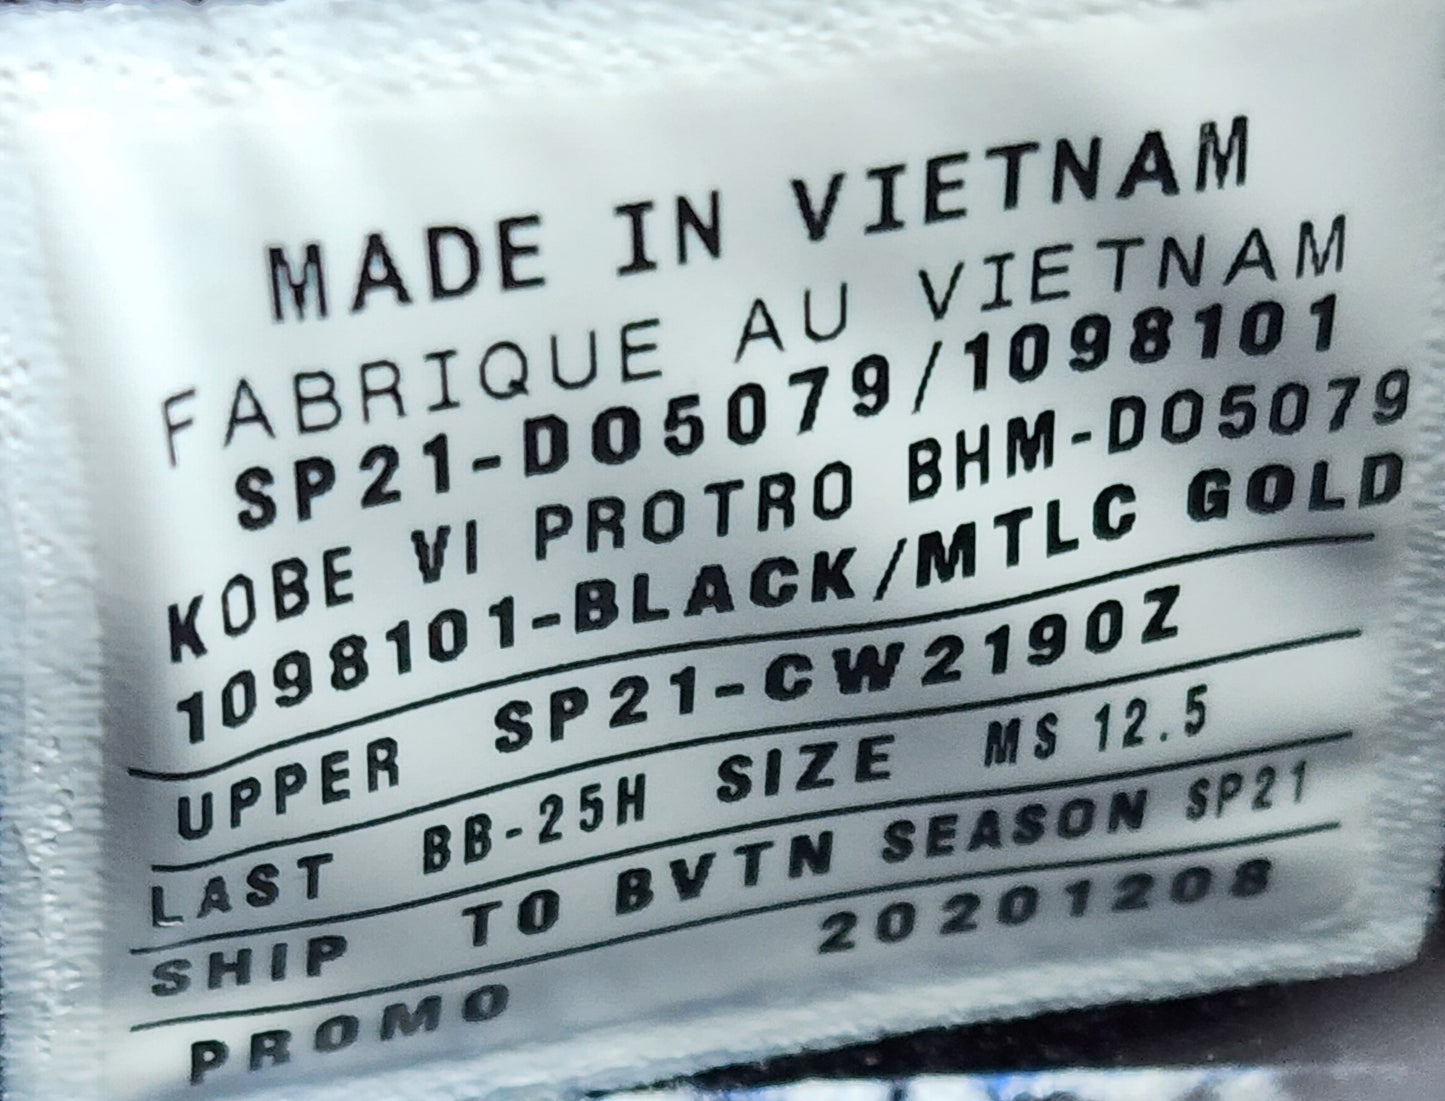 MADE IN VIETNAM
FABRIQUE AU VIETNAM
SP21-DO5079/1098101
KOBE VI PROTRO BHM-DO5079
1098101-BLACK/MTLC GOLD
UPPER SP21-CW2190Z
LAST BB-25H SIZE MS 12.5
SHIP TO BVTN SEASON SP21
PROMO 20201208